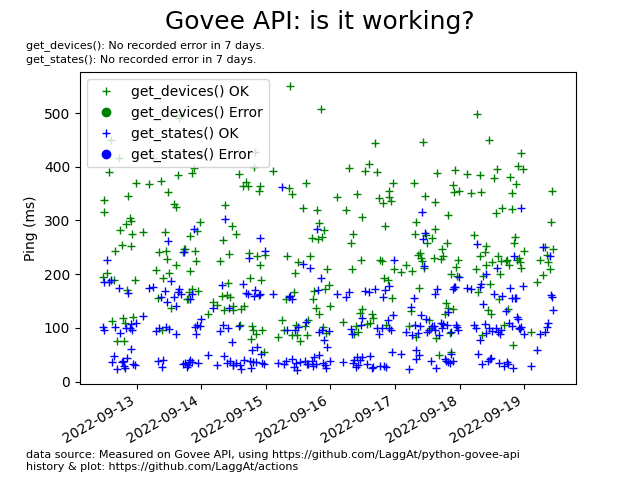 Govee API: is it working?
get_devices(): No recorded error in 7 days.
get_states(): No recorded error in 7 days.
get_devices() OK
get_devices() Error
get_states() OK
get_states() Error
Ping (ms)
500
400
300
200
100
0
2022-09-13
2022-09-14
2022-09-15
2022-09-16
2022-09-17
2022-09-18
2022-09-19
data source: Measured on Govee API, using https://github.com/LaggAt/python-govee-api
history & plot: https://github.com/LaggAt/actions